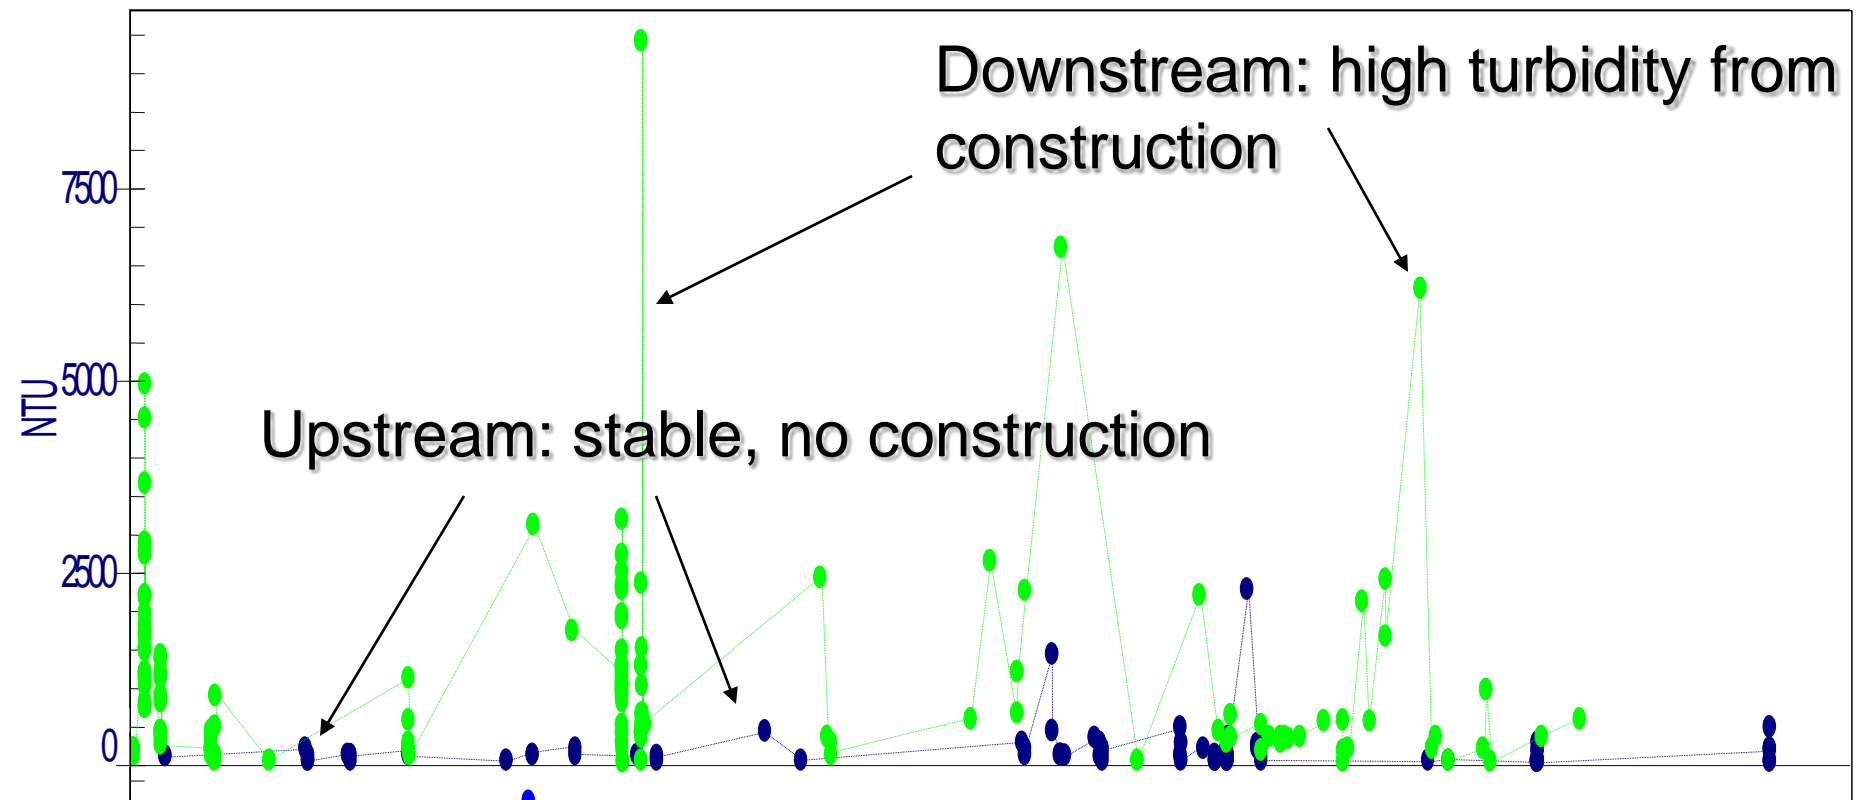 Downstream: high turbidity from
construction
7500
5000
NTU
Upstream: stable, no construction
2500
0